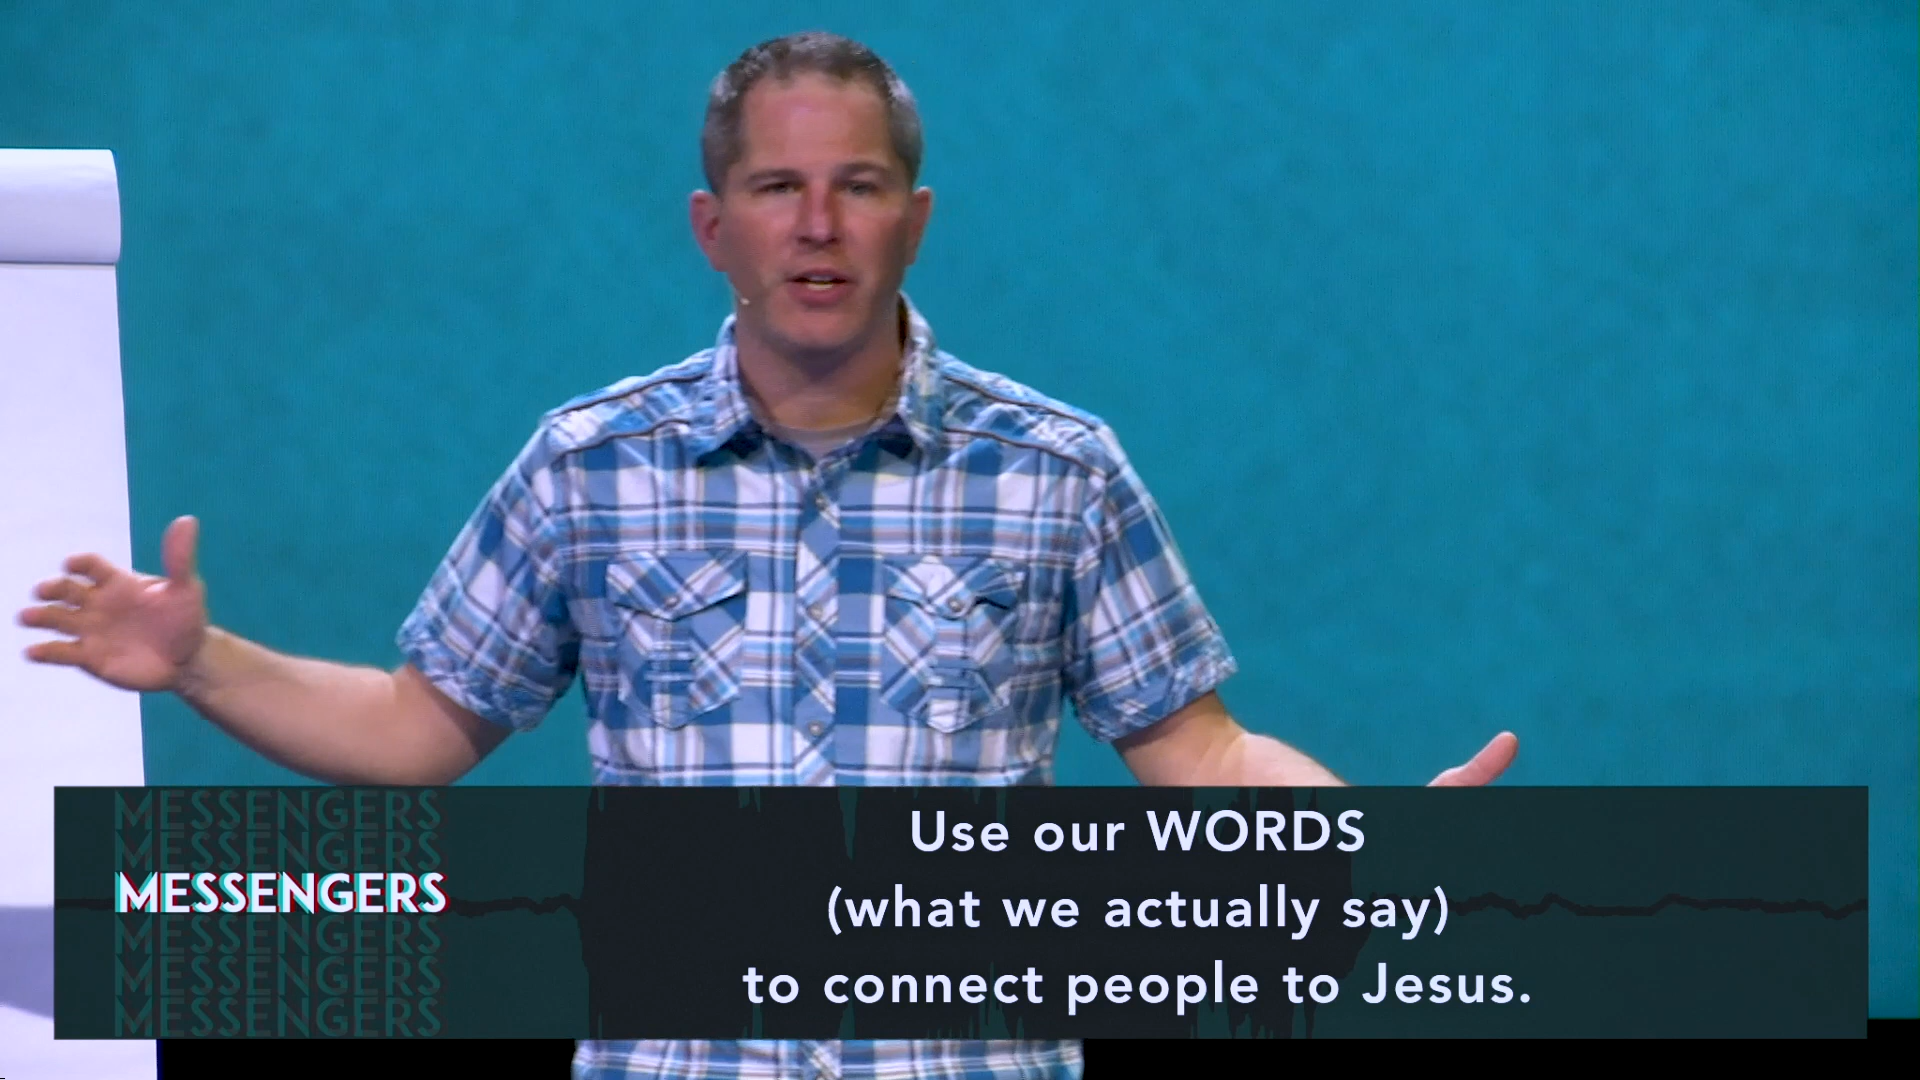 MESSENGERS
MESSENGERS
MESSENGERS
MESSENGERS
MESSENGERS
MESSENGERS
Use our WORDS
(what we actually say)
to connect people to Jesus.